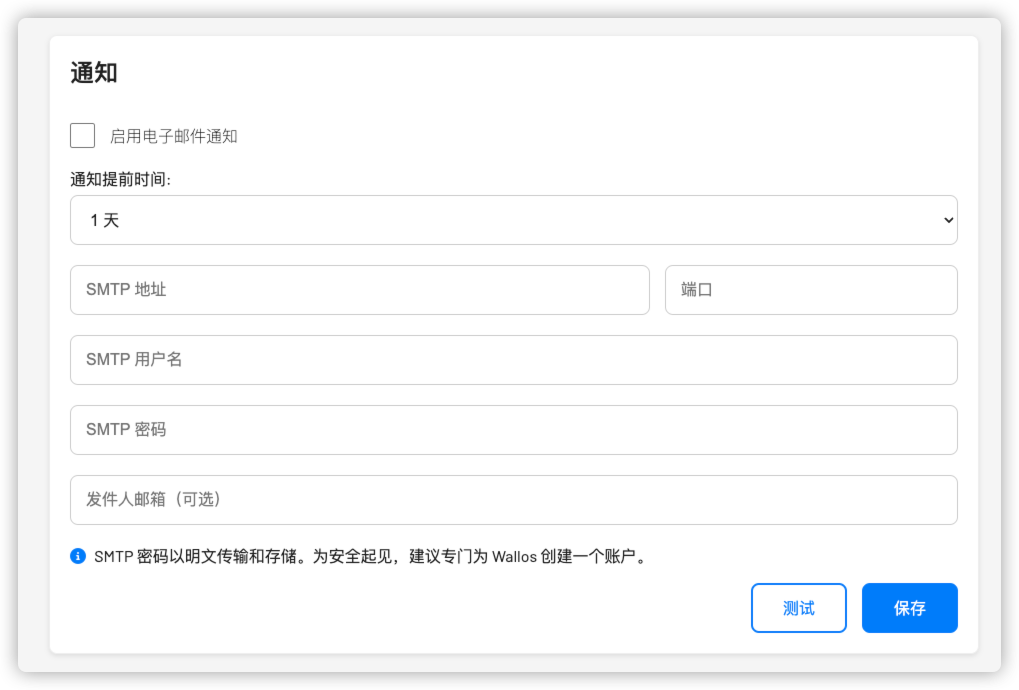 通知
启用电子邮件通知
通知提前时间:
1 天
SMTP 地址
端口
SMTP 用户名
SMTP 密码
发件人邮箱（可选）
SMTP 密码以明文传输和存储。为安全起见，建议专门为 Wallos 创建一个账户。
测试
保存